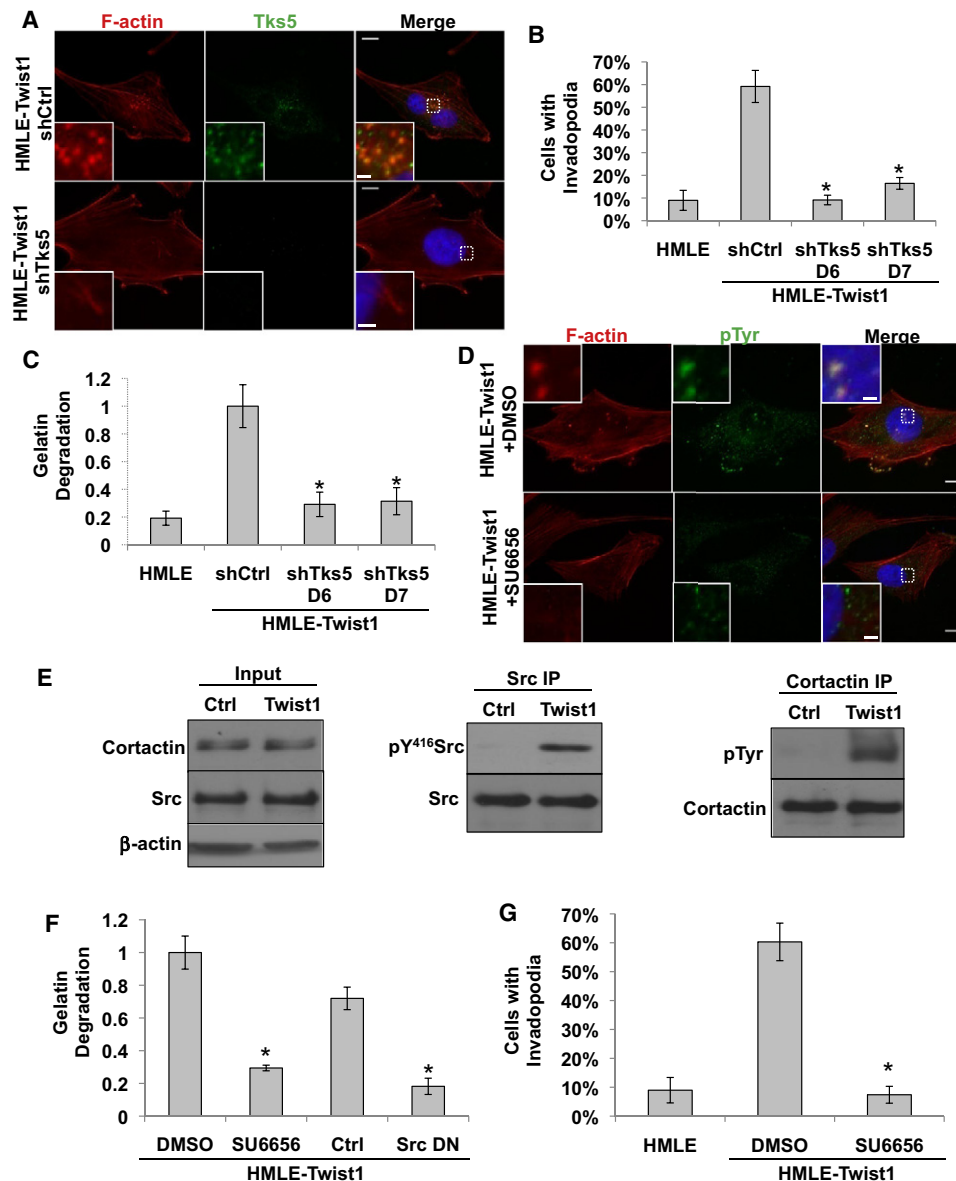 A
F-actin Tks5 Merge
HMLE-Twist1
shCtrl
HMLE-Twist1
shTks5
B
Cells with
Invadopodia
70%
60%
50%
40%
30%
20%
10%
0%
* *
HMLE shCtrl shTks5 shTks5
D6 D7
HMLE-Twist1
C
Gelatin
Degradation
1.2
1
0.8
0.6
0.4
0.2
0
* *
HMLE shCtrl shTks5 shTks5
D6 D7
HMLE-Twist1
D
F-actin pTyr Merge
HMLE-Twist1
+DMSO
HMLE-Twist1
+SU6656
E
Input
Ctrl Twist1
Cortactin
Src
β-actin
Src IP
Ctrl Twist1
pY416Src
Src
Cortactin IP
Ctrl Twist1
pTyr
Cortactin
F
Gelatin
Degradation
1.2
1
0.8
0.6
0.4
0.2
0
* *
DMSO SU6656 Ctrl Src DN
HMLE-Twist1
G
Cells with
Invadopodia
70%
60%
50%
40%
30%
20%
10%
0%
*
HMLE DMSO SU6656
HMLE-Twist1